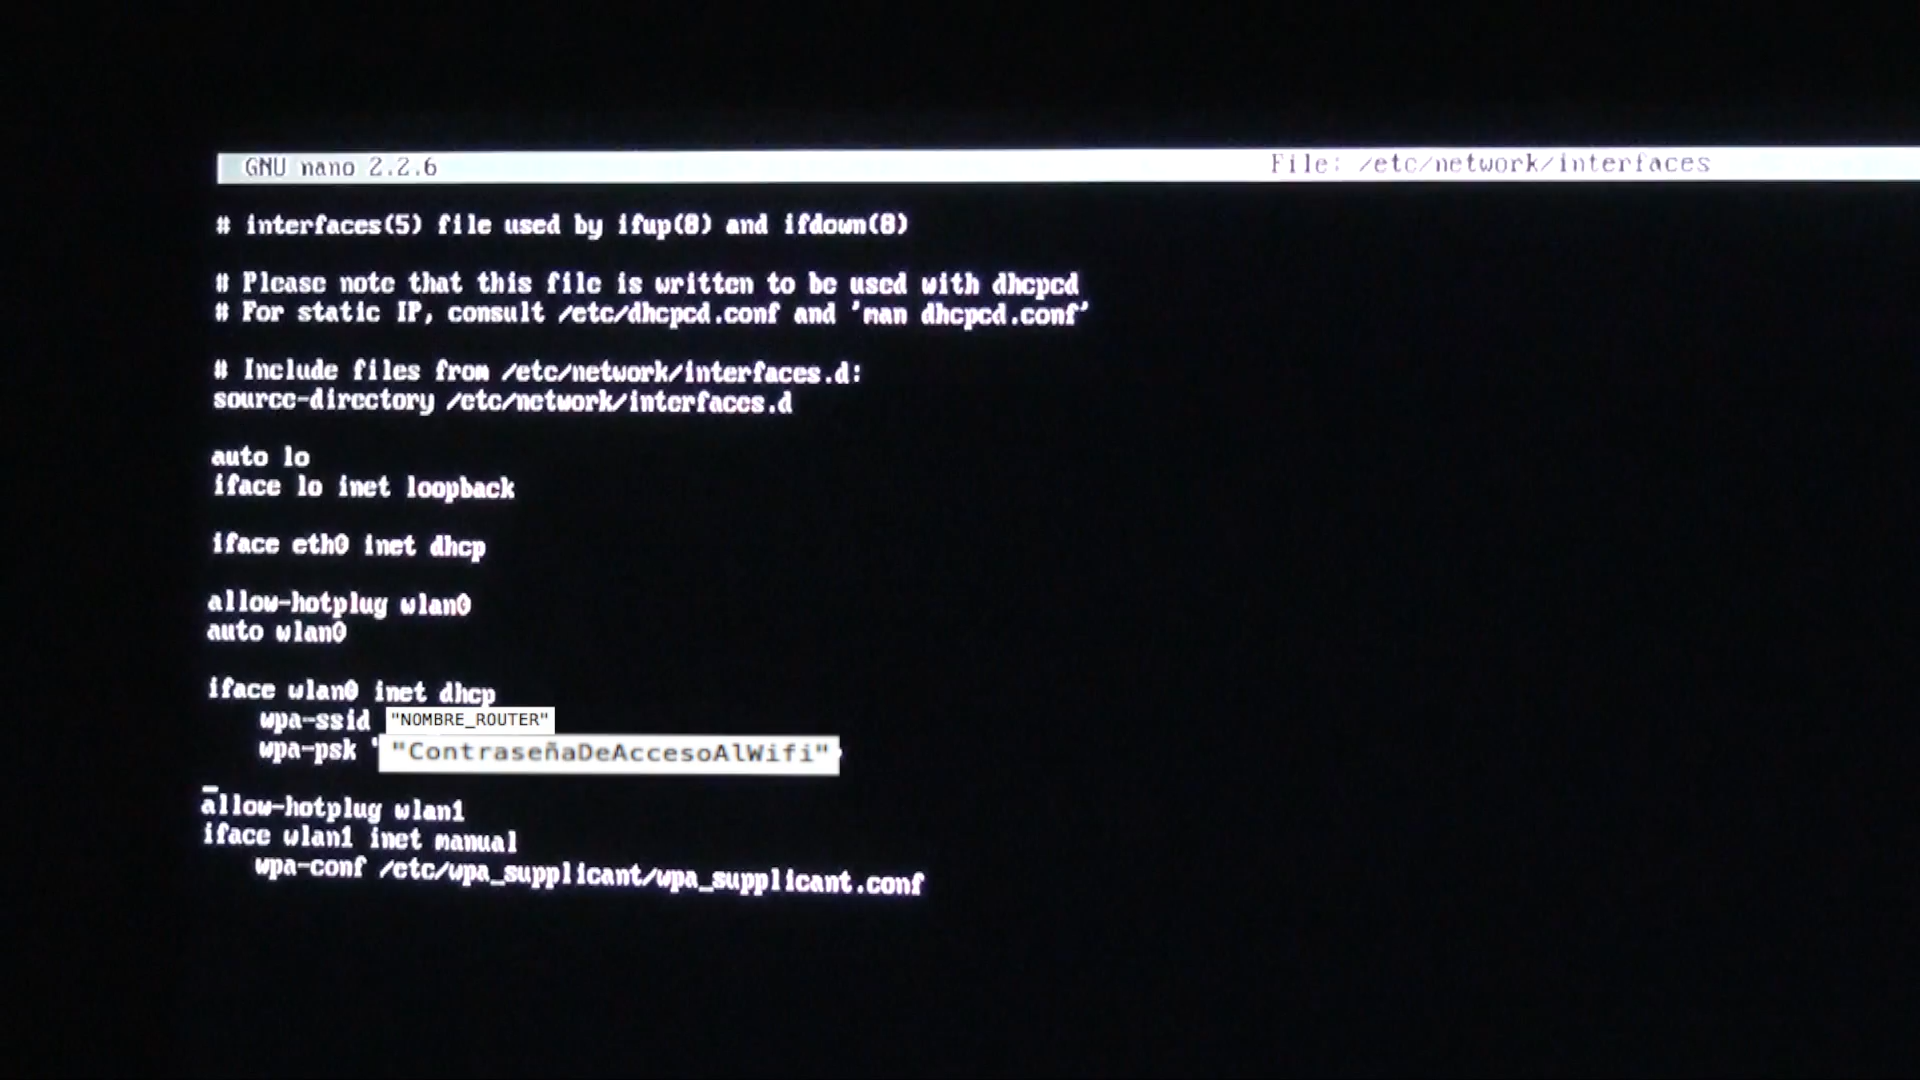 GNU nano 2.2.6 File: /etc/network/interfaces
# interfaces(5) file used by ifup(8) and ifdown(8)
# Please note that this file is written to be used with dhcpcd
# For static IP, consult /etc/dhcpcd.conf and 'man dhcpcd.conf'
# Include files from /etc/network/interfaces.d:
source-directory /etc/network/interfaces.d
auto lo
iface lo inet loopback
iface eth0 inet dhcp
allow-hotplug wlan0
auto wlan0
iface wlan0 inet dhcp
wpa-ssid "NOMBRE_ROUTER"
wpa-psk "ContraseñaDeAccesoAlWifi"
allow-hotplug wlan1
iface wlan1 inet manual
wpa-conf /etc/wpa_supplicant/wpa_supplicant.conf